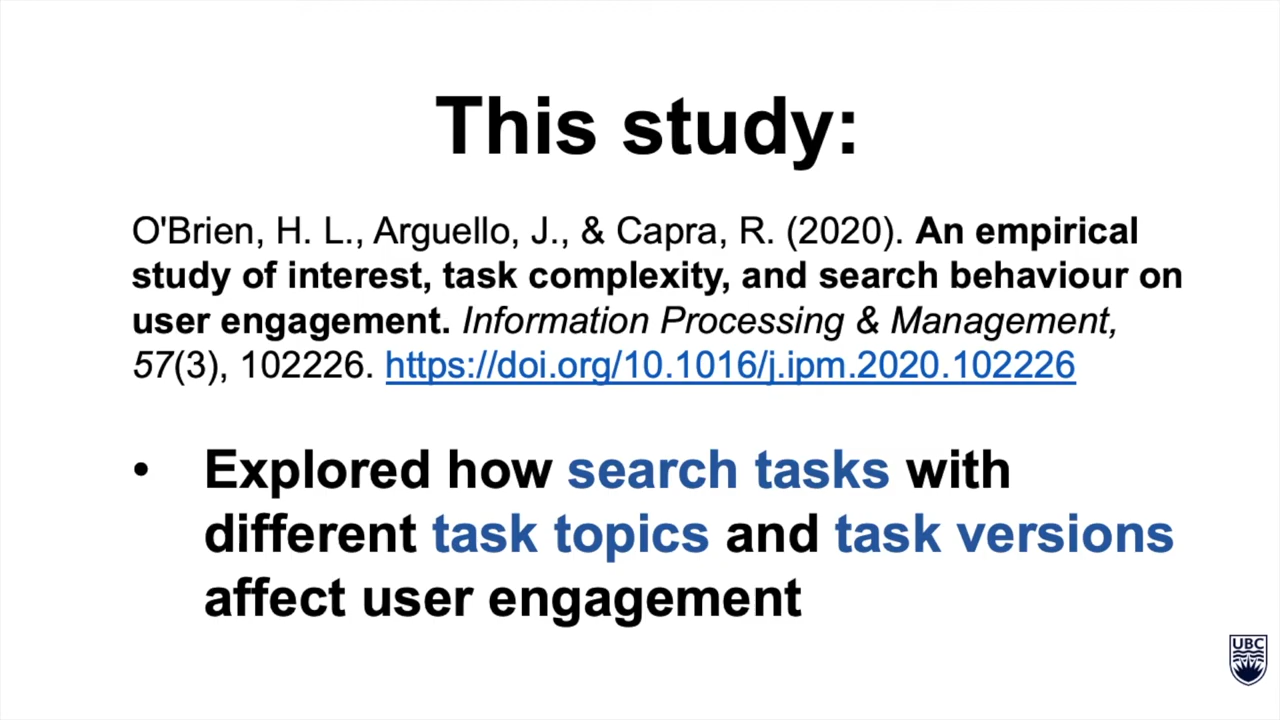 This study:
O'Brien, H. L., Arguello, J., & Capra, R. (2020). An empirical
study of interest, task complexity, and search behaviour on
user engagement. Information Processing & Management,
57(3), 102226. https://doi.org/10.1016/j.ipm.2020.102226
• Explored how search tasks with
different task topics and task versions
affect user engagement
UBC